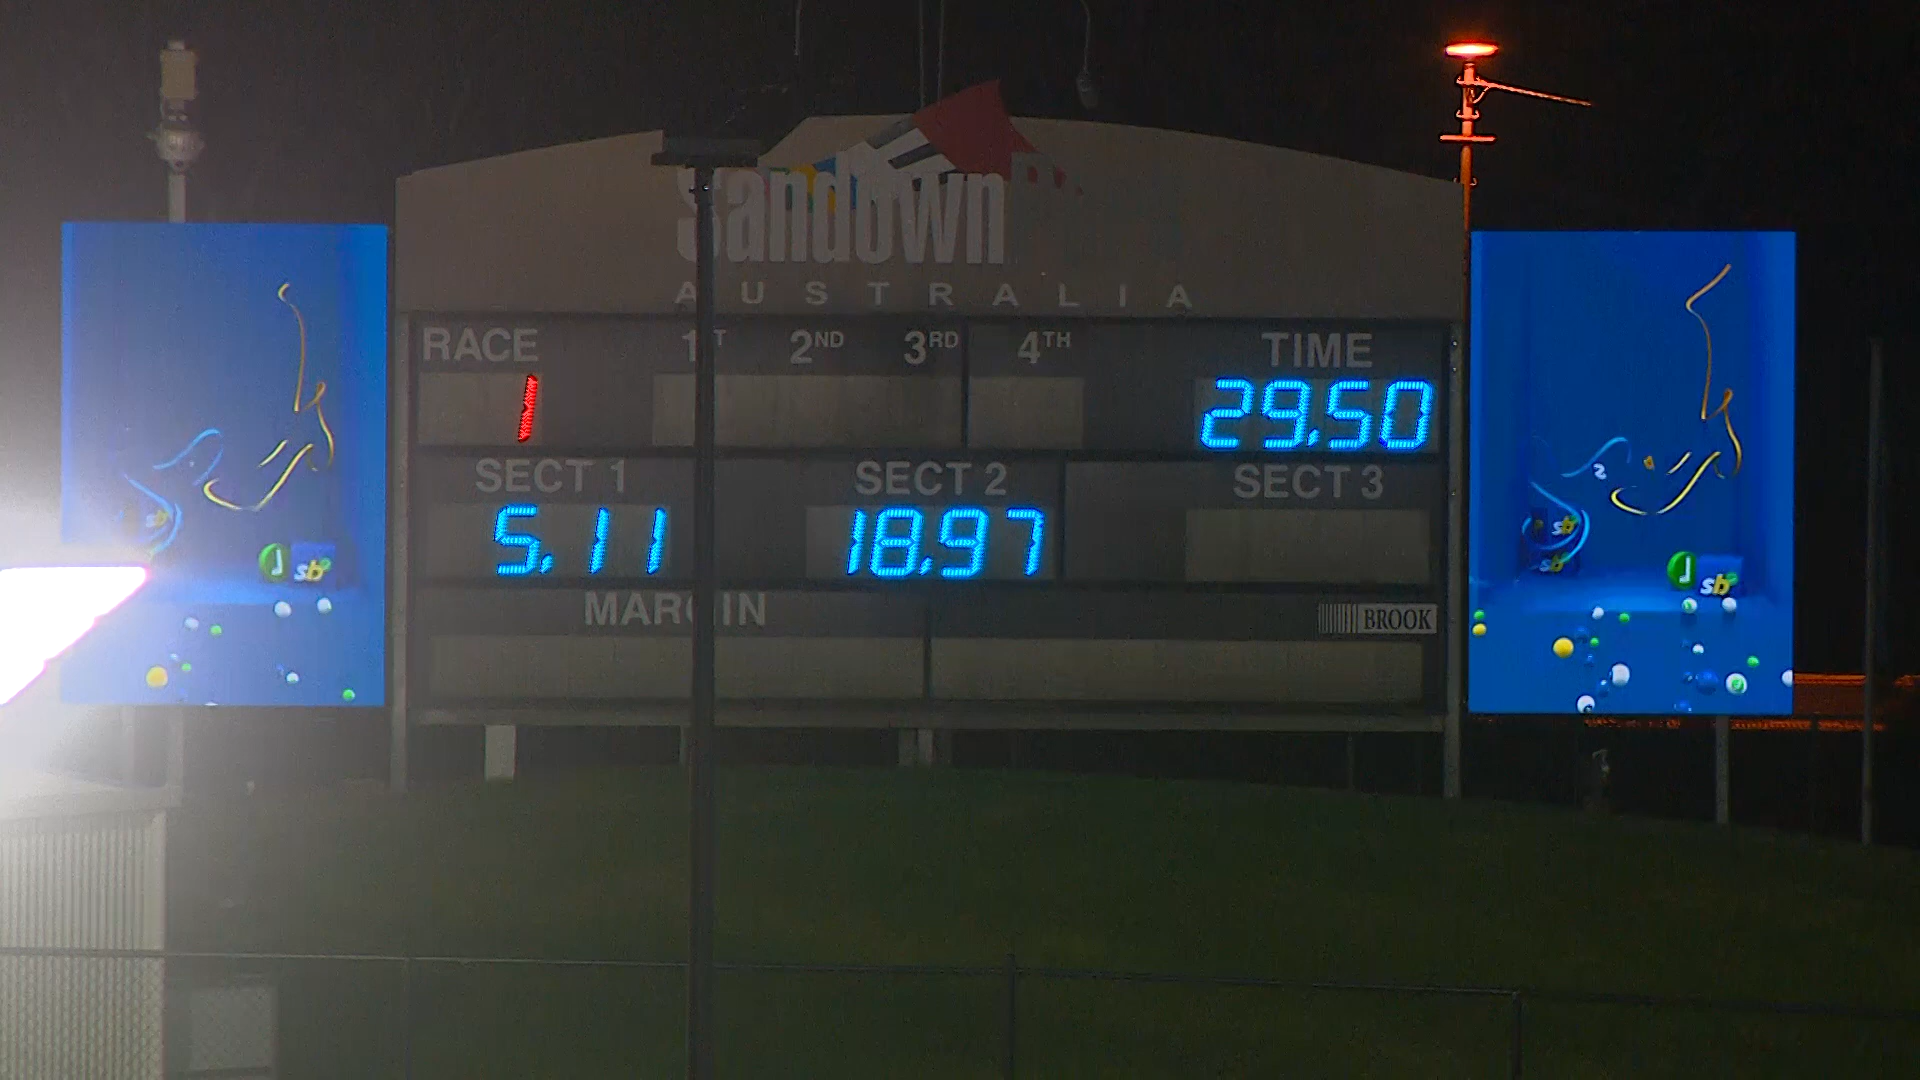 Sandown
AUSTRALIA
RACE 1ST 2ND 3RD 4TH TIME
1 29.50
SECT 1 SECT 2 SECT 3
5.11 18.97
MARGIN BROOK
sb
sb
sb